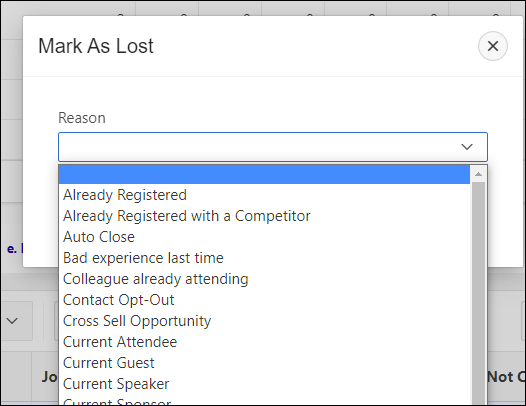 Mark As Lost
Reason
Already Registered
Already Registered with a Competitor
Auto Close
Bad experience last time
Colleague already attending
Contact Opt-Out
Cross Sell Opportunity
Current Attendee
Current Guest
Current Speaker
Current Sponsor
e.
Jo
Not C